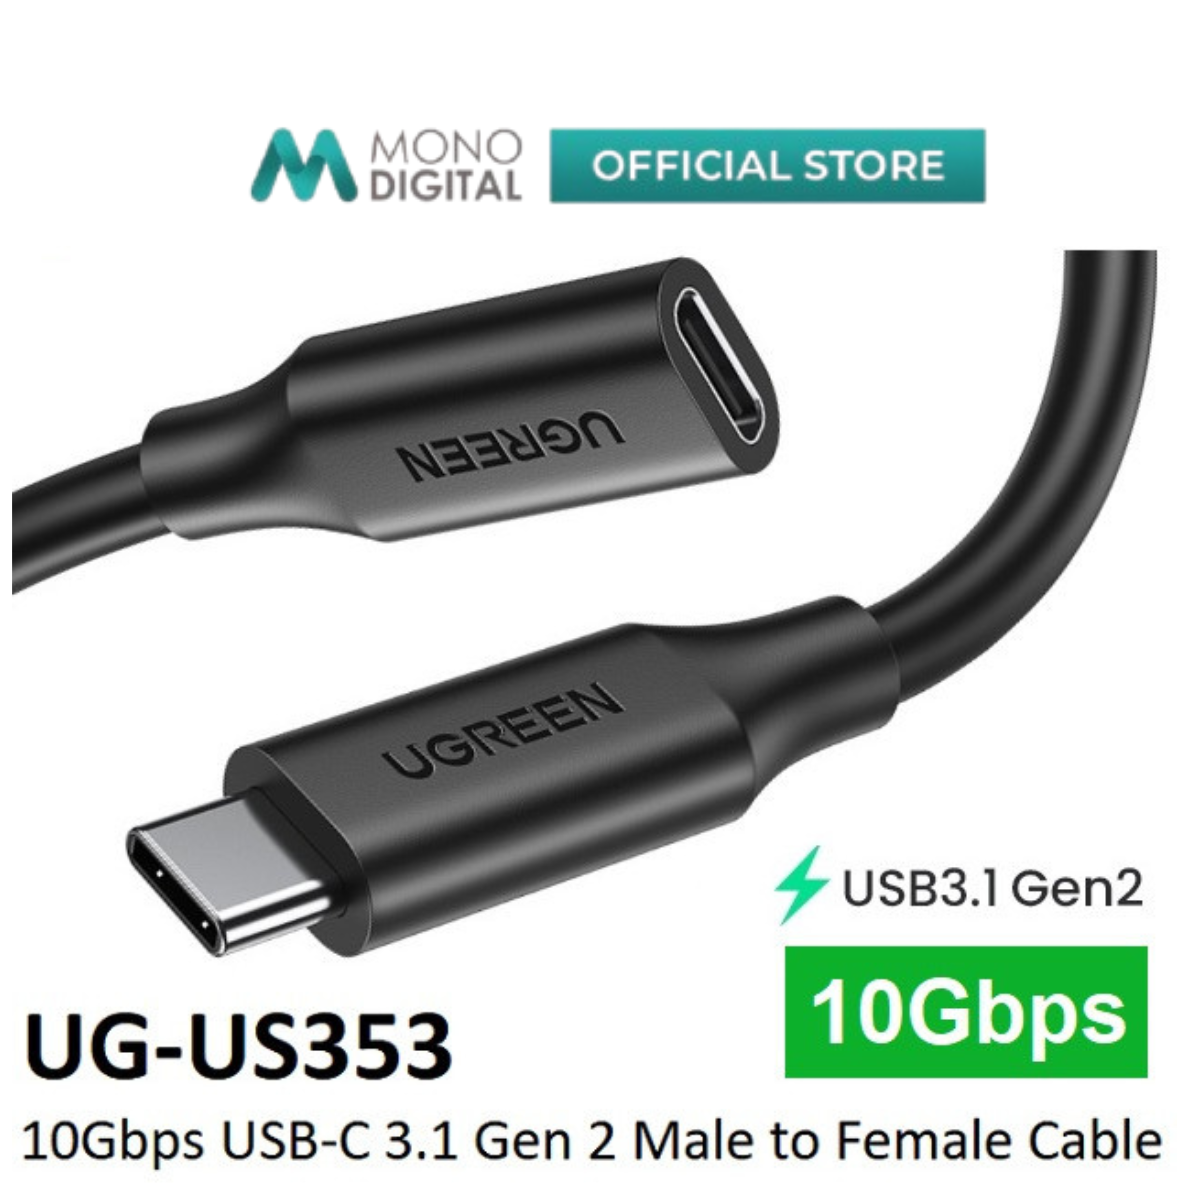 MONO
DIGITAL
OFFICIAL STORE
UGREEN
UGREEN
USB3.1 Gen2
10Gbps
UG-US353
10Gbps USB-C 3.1 Gen 2 Male to Female Cable